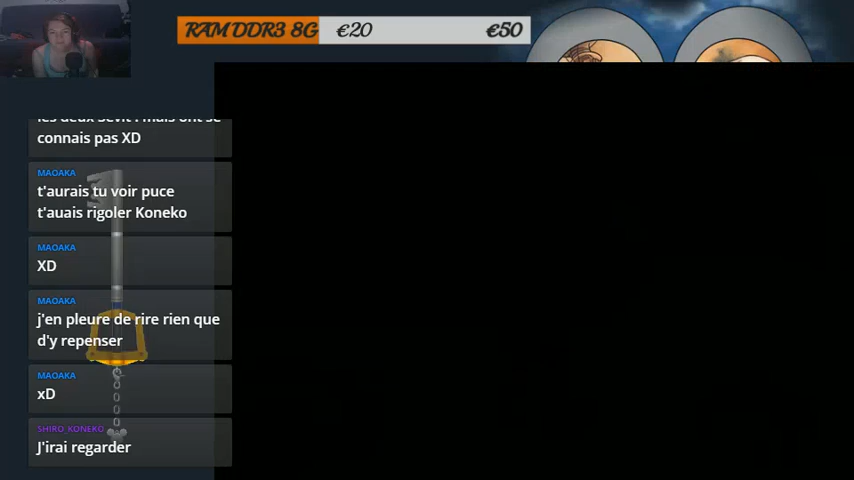 RAM DDR3 8G €20 €50
connais pas XD
MAOAKA
t'aurais tu voir puce
t'auais rigoler Koneko
MAOAKA
XD
MAOAKA
j'en pleure de rire rien que
d'y repenser
MAOAKA
xD
SHIRO KONEKO
J'irai regarder